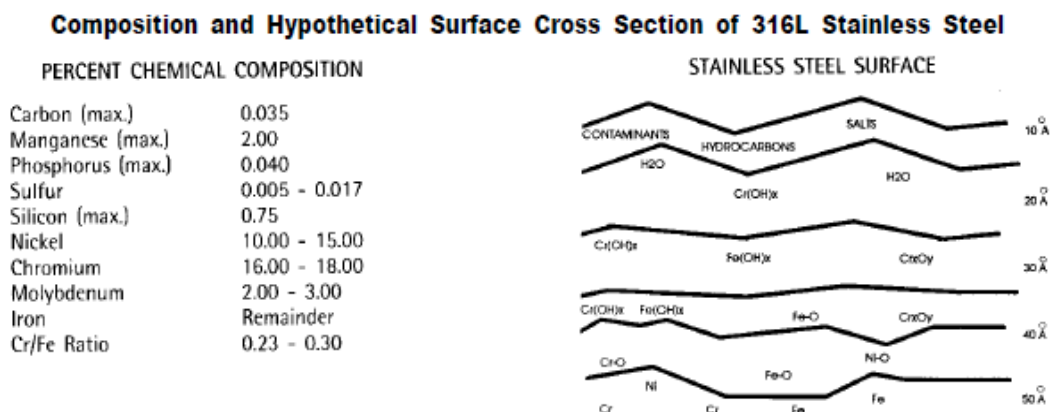 Composition and Hypothetical Surface Cross Section of 316L Stainless Steel
PERCENT CHEMICAL COMPOSITION
Carbon (max.) 0.035
Manganese (max.) 2.00
Phosphorus (max.) 0.040
Sulfur 0.005 - 0.017
Silicon (max.) 0.75
Nickel 10.00 - 15.00
Chromium 16.00 - 18.00
Molybdenum 2.00 - 3.00
Iron Remainder
Cr/Fe Ratio 0.23 - 0.30
STAINLESS STEEL SURFACE
10 Å
CONTAMINANTS SALTS
HYDROCARBONS
H2O H2O
Cr(OH)x
20 Å
Cr(OH)x Fe(OH)x CrxOy
30 Å
Cr(OH)x Fe(OH)x Fe-O CrxOy
40 Å
Cr-O Ni-O
Ni Fe-O
Fe
50 Å
Cr Cr Fe